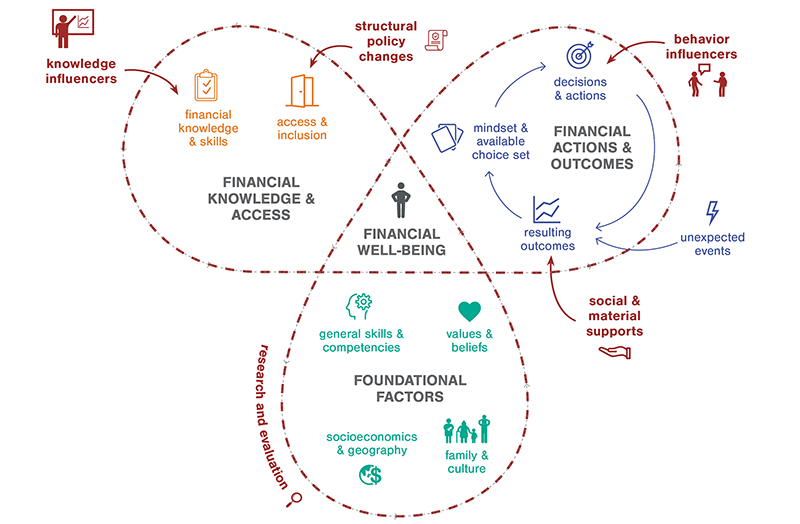 knowledge
influencers
structural
policy
changes
behavior
influencers
financial
knowledge
& skills
access &
inclusion
decisions
& actions
mindset &
available
choice set
FINANCIAL
ACTIONS &
OUTCOMES
FINANCIAL
KNOWLEDGE &
ACCESS
FINANCIAL
WELL-BEING
resulting
outcomes
unexpected
events
social &
material
supports
general skills &
competencies
values &
beliefs
FOUNDATIONAL
FACTORS
socioeconomics
& geography
family &
culture
research and evaluation
$